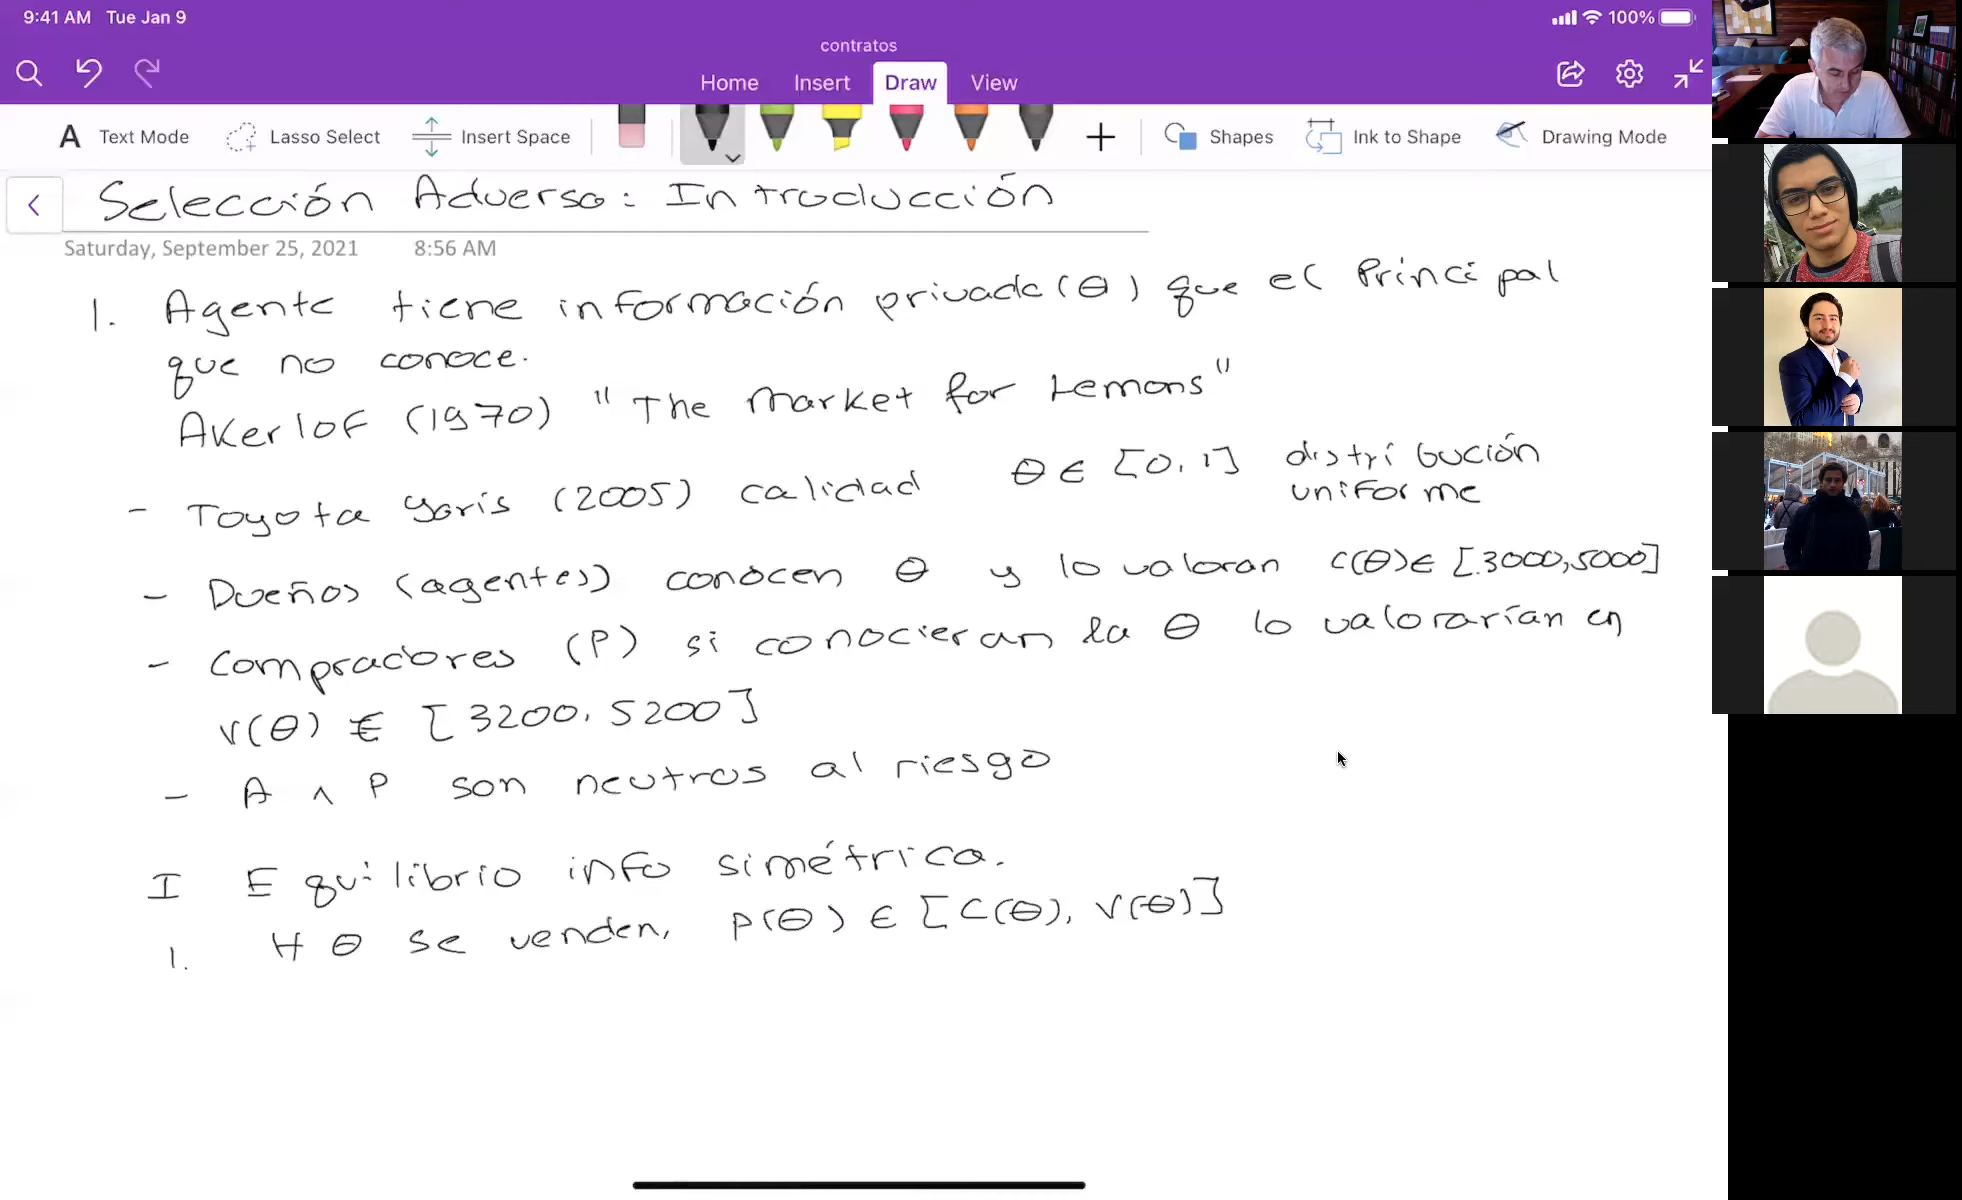 9:41 AM Tue Jan 9
100%
contratos
Home Insert Draw View
A Text Mode Lasso Select Insert Space Shapes Ink to Shape Drawing Mode
Selección Adversa: Introducción
Saturday, September 25, 2021 8:56 AM
1. Agente tiene información privada (θ) que el Principal
que no conoce.
Akerlof (1970) "The Market for Lemons"
- Toyota Yaris (2005) calidad θ ∈ [0, 1] distribución
uniforme
- Dueños (agentes) conocen θ y lo valoran c(θ) ∈ [3000, 5000]
- Compradores (P) si conocieran la θ lo valorarían en
v(θ) ∈ [3200, 5200]
- A ∧ P son neutros al riesgo
I Equilibrio info simétrica.
1. ∀ θ se venden, p(θ) ∈ [c(θ), v(θ)]